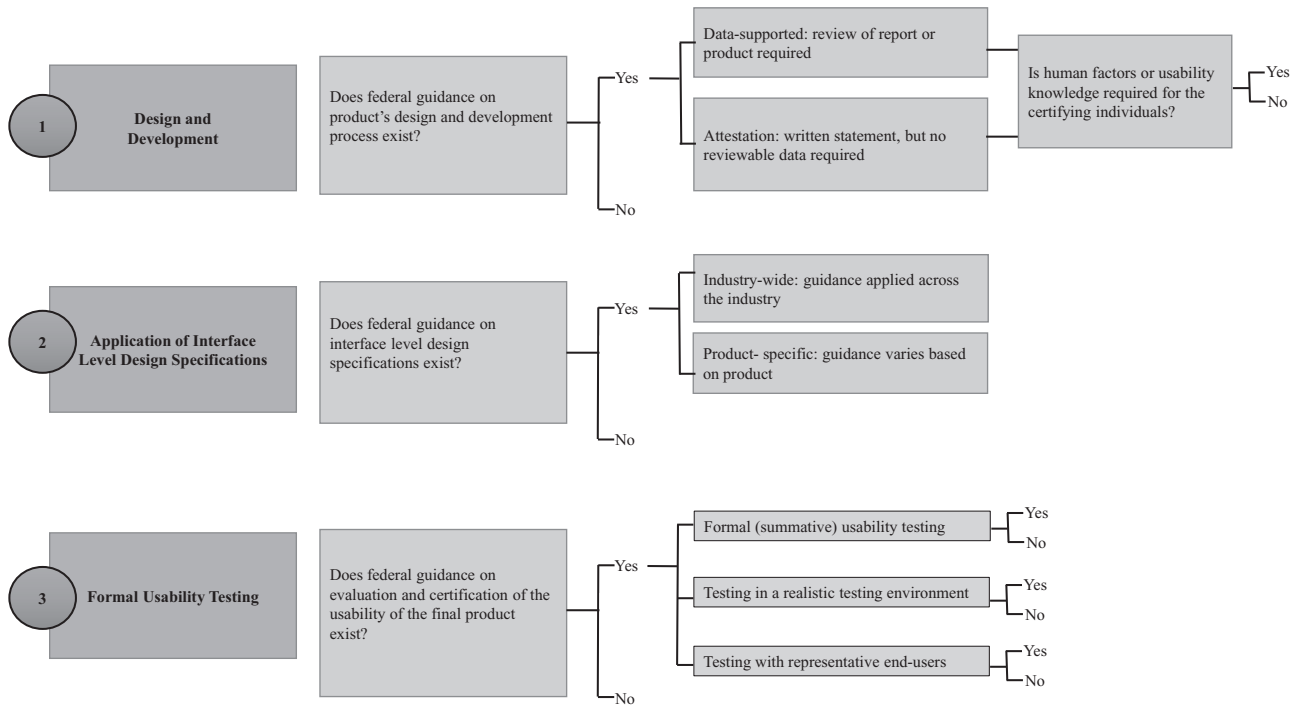 1
Design and
Development
Does federal guidance on
product's design and development
process exist?
Yes
No
Data-supported: review of report or
product required
Attestation: written statement, but no
reviewable data required
Is human factors or usability
knowledge required for the
certifying individuals?
Yes
No
2
Application of Interface
Level Design Specifications
Does federal guidance on
interface level design
specifications exist?
Yes
No
Industry-wide: guidance applied across
the industry
Product- specific: guidance varies based
on product
3
Formal Usability Testing
Does federal guidance on
evaluation and certification of the
usability of the final product
exist?
Yes
No
Formal (summative) usability testing
Yes
No
Testing in a realistic testing environment
Yes
No
Testing with representative end-users
Yes
No